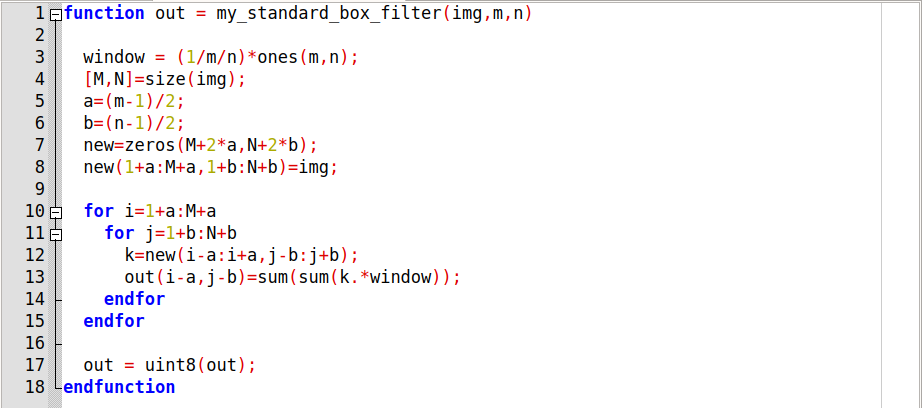 1 function out = my_standard_box_filter(img,m,n)
2
3   window = (1/m/n)*ones(m,n);
4   [M,N]=size(img);
5   a=(m-1)/2;
6   b=(n-1)/2;
7   new=zeros(M+2*a,N+2*b);
8   new(1+a:M+a,1+b:N+b)=img;
9
10   for i=1+a:M+a
11     for j=1+b:N+b
12       k=new(i-a:i+a,j-b:j+b);
13       out(i-a,j-b)=sum(sum(k.*window));
14     endfor
15   endfor
16
17   out = uint8(out);
18 endfunction